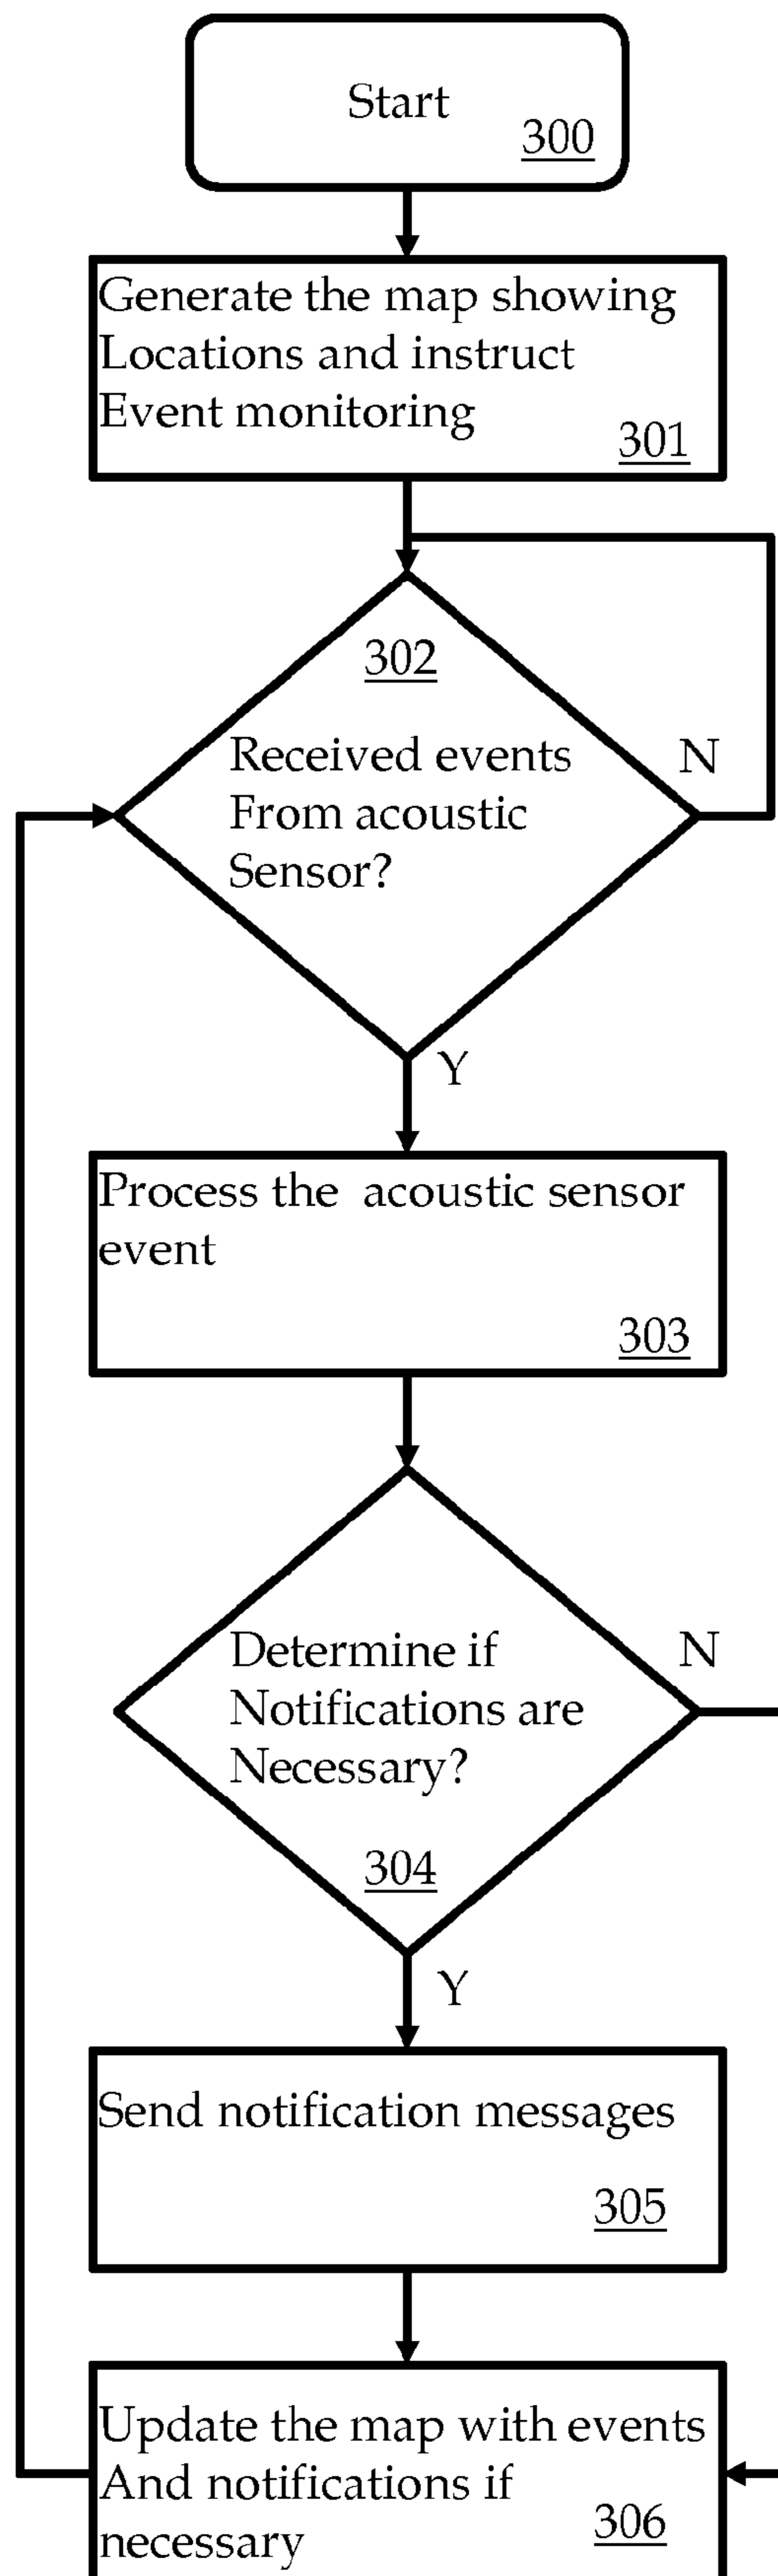 Start
300
Generate the map showing
Locations and instruct
Event monitoring
301
302
Received events
From acoustic
Sensor?
N
Y
Process the acoustic sensor
event
303
Determine if
Notifications are
Necessary?
N
304
Y
Send notification messages
305
Update the map with events
And notifications if
necessary
306